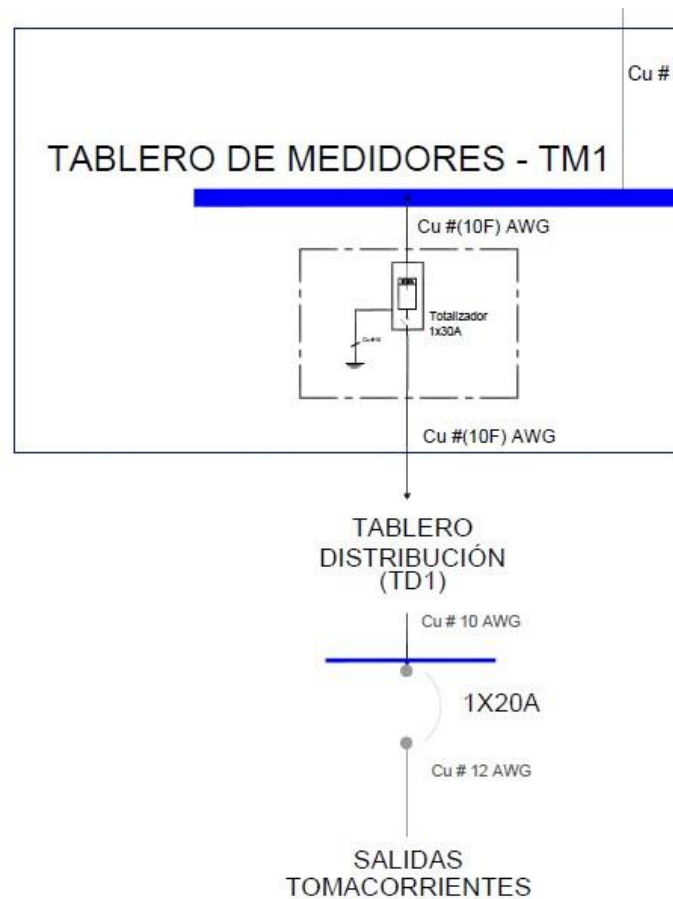 Cu #
TABLERO DE MEDIDORES - TM1
Cu #(10F) AWG
Totalizador
1x30A
Cu #(10F) AWG
TABLERO
DISTRIBUCIÓN
(TD1)
Cu # 10 AWG
1X20A
Cu # 12 AWG
SALIDAS
TOMACORRIENTES